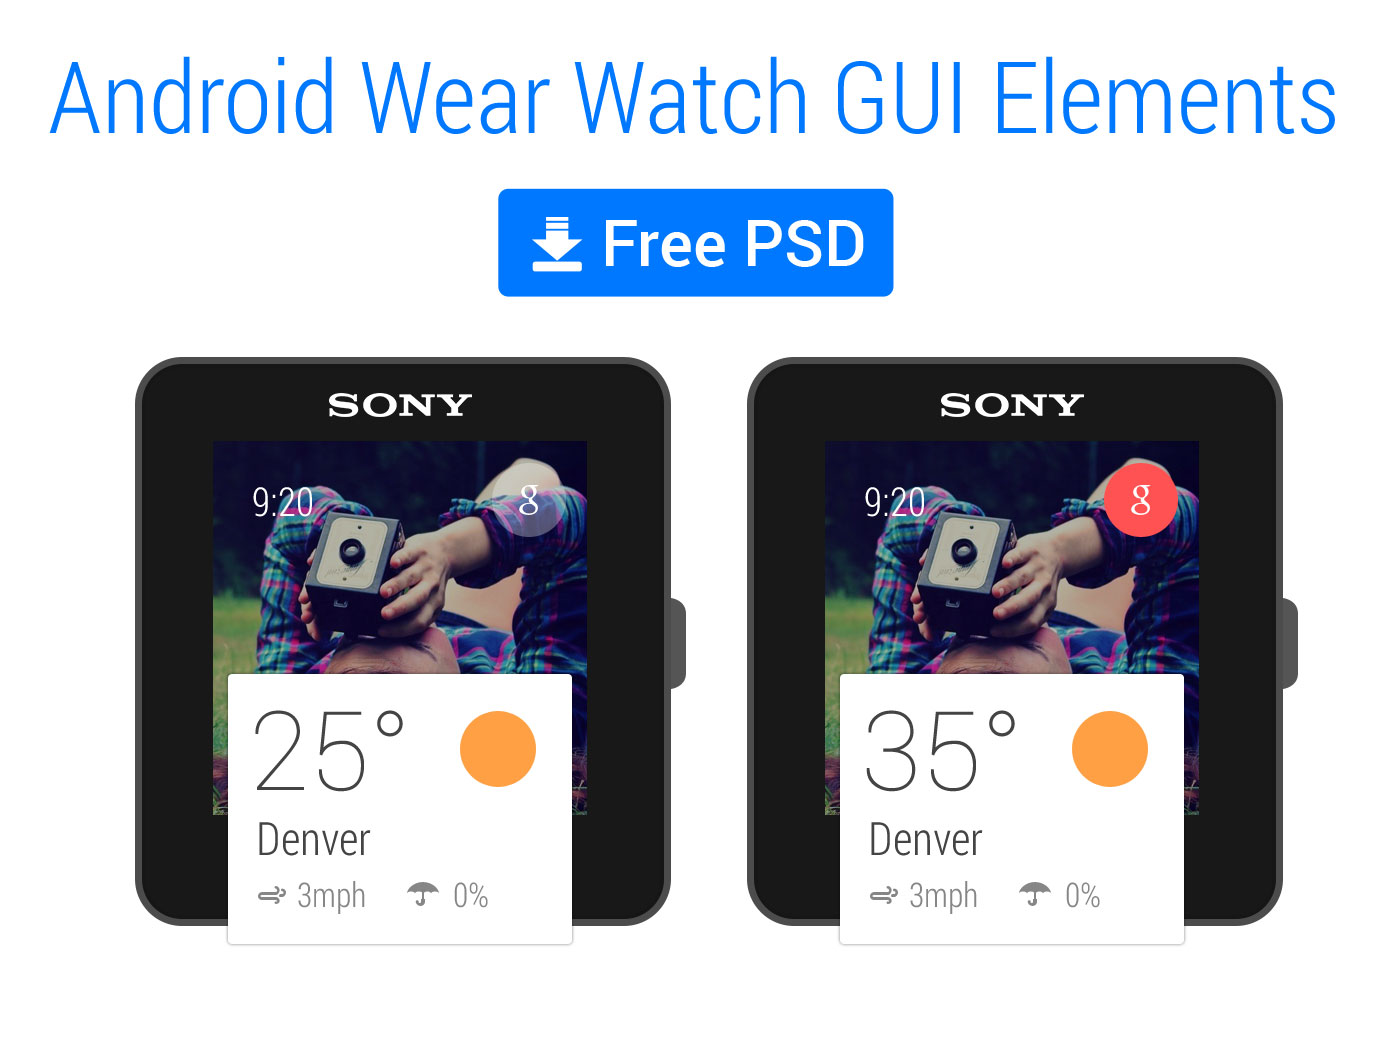 Android Wear Watch GUI Elements
Free PSD
SONY
9:20
g
25°
Denver
3mph 0%
SONY
9:20
g
35°
Denver
3mph 0%